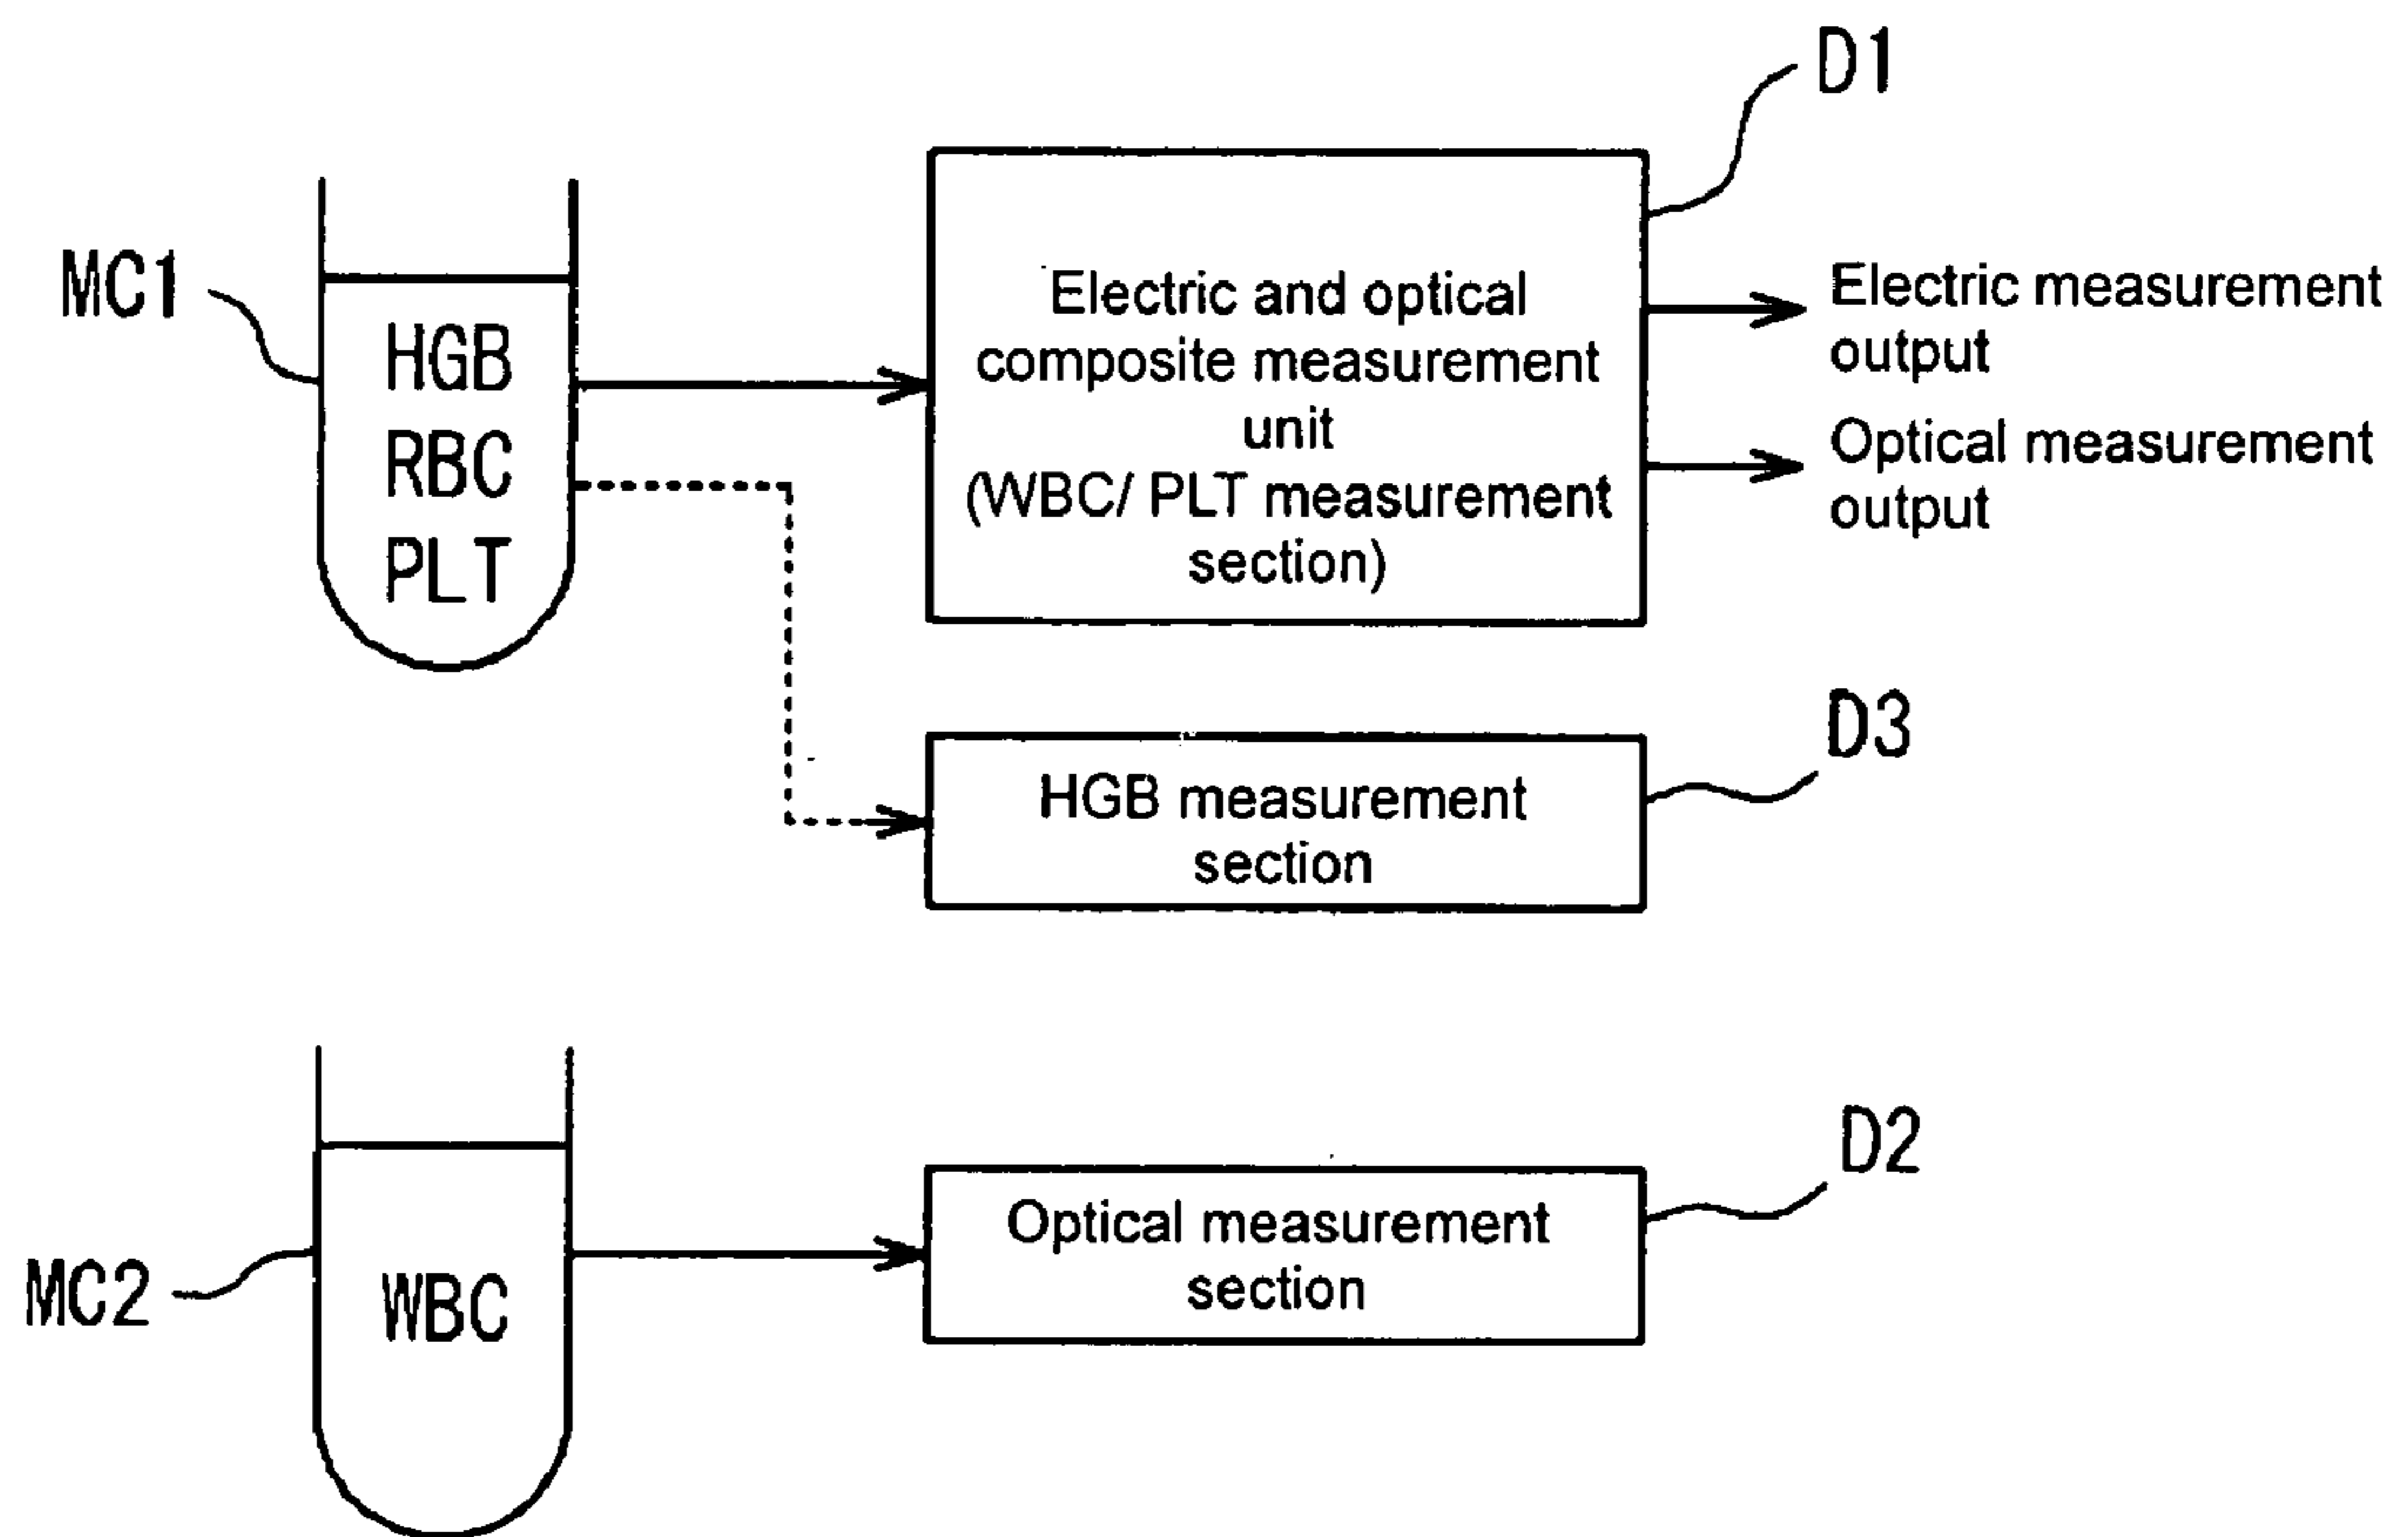 D1
MC1
HGB
RBC
PLT
Electric and optical
composite measurement
unit
(WBC/ PLT measurement
section)
Electric measurement
output
Optical measurement
output
D3
HGB measurement
section
D2
MC2
WBC
Optical measurement
section